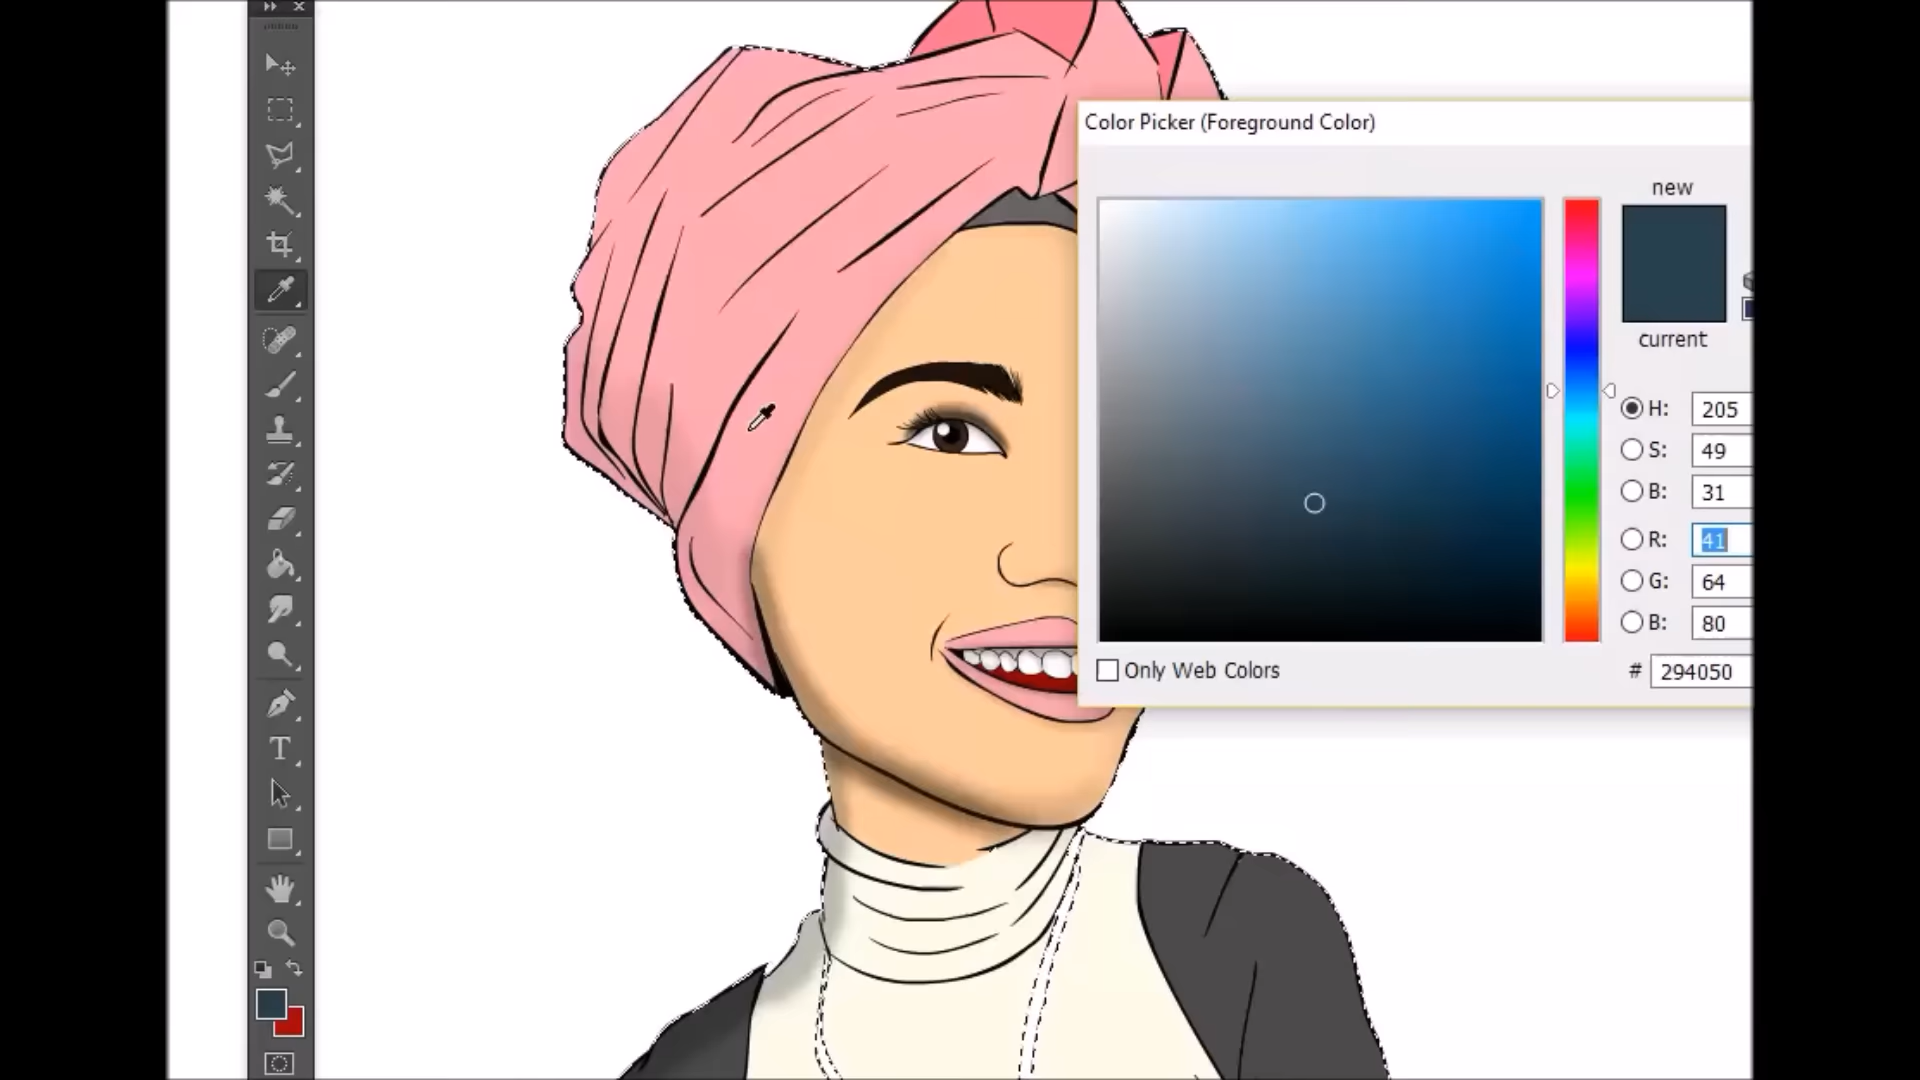 Color Picker (Foreground Color)
new
current
H: 205
S: 49
B: 31
R: 41
G: 64
B: 80
Only Web Colors
# 294050
T